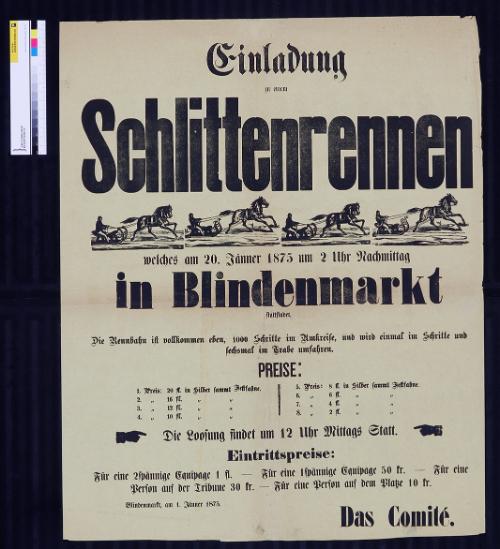 Einladung
zu einem
Schlittenrennen
welches am 20. Jänner 1875 um 2 Uhr Nachmittag
in Blindenmarkt
stattfindet.
Die Rennbahn ist vollkommen eben, 1000 Schritte im Umkreise, und wird einmal im Schritte und
sechsmal im Trabe umfahren.
PREISE:
1. Preis: 20 fl. in Silber sammt Festfahne.
2. „ 16 fl. „ „
3. „ 12 fl. „ „
4. „ 10 fl. „ „
5. Preis: 8 fl. in Silber sammt Festfahne.
6. „ 6 fl. „ „
7. „ 4 fl. „ „
8. „ 2 fl. „ „
Die Loosung findet um 12 Uhr Mittags Statt.
Eintrittspreise:
Für eine 2spännige Equipage 1 fl. — Für eine 1spännige Equipage 50 kr. — Für eine
Person auf der Tribune 30 kr. — Für eine Person auf dem Platze 10 kr.
Blindenmarkt, am 1. Jänner 1875.
Das Comité.